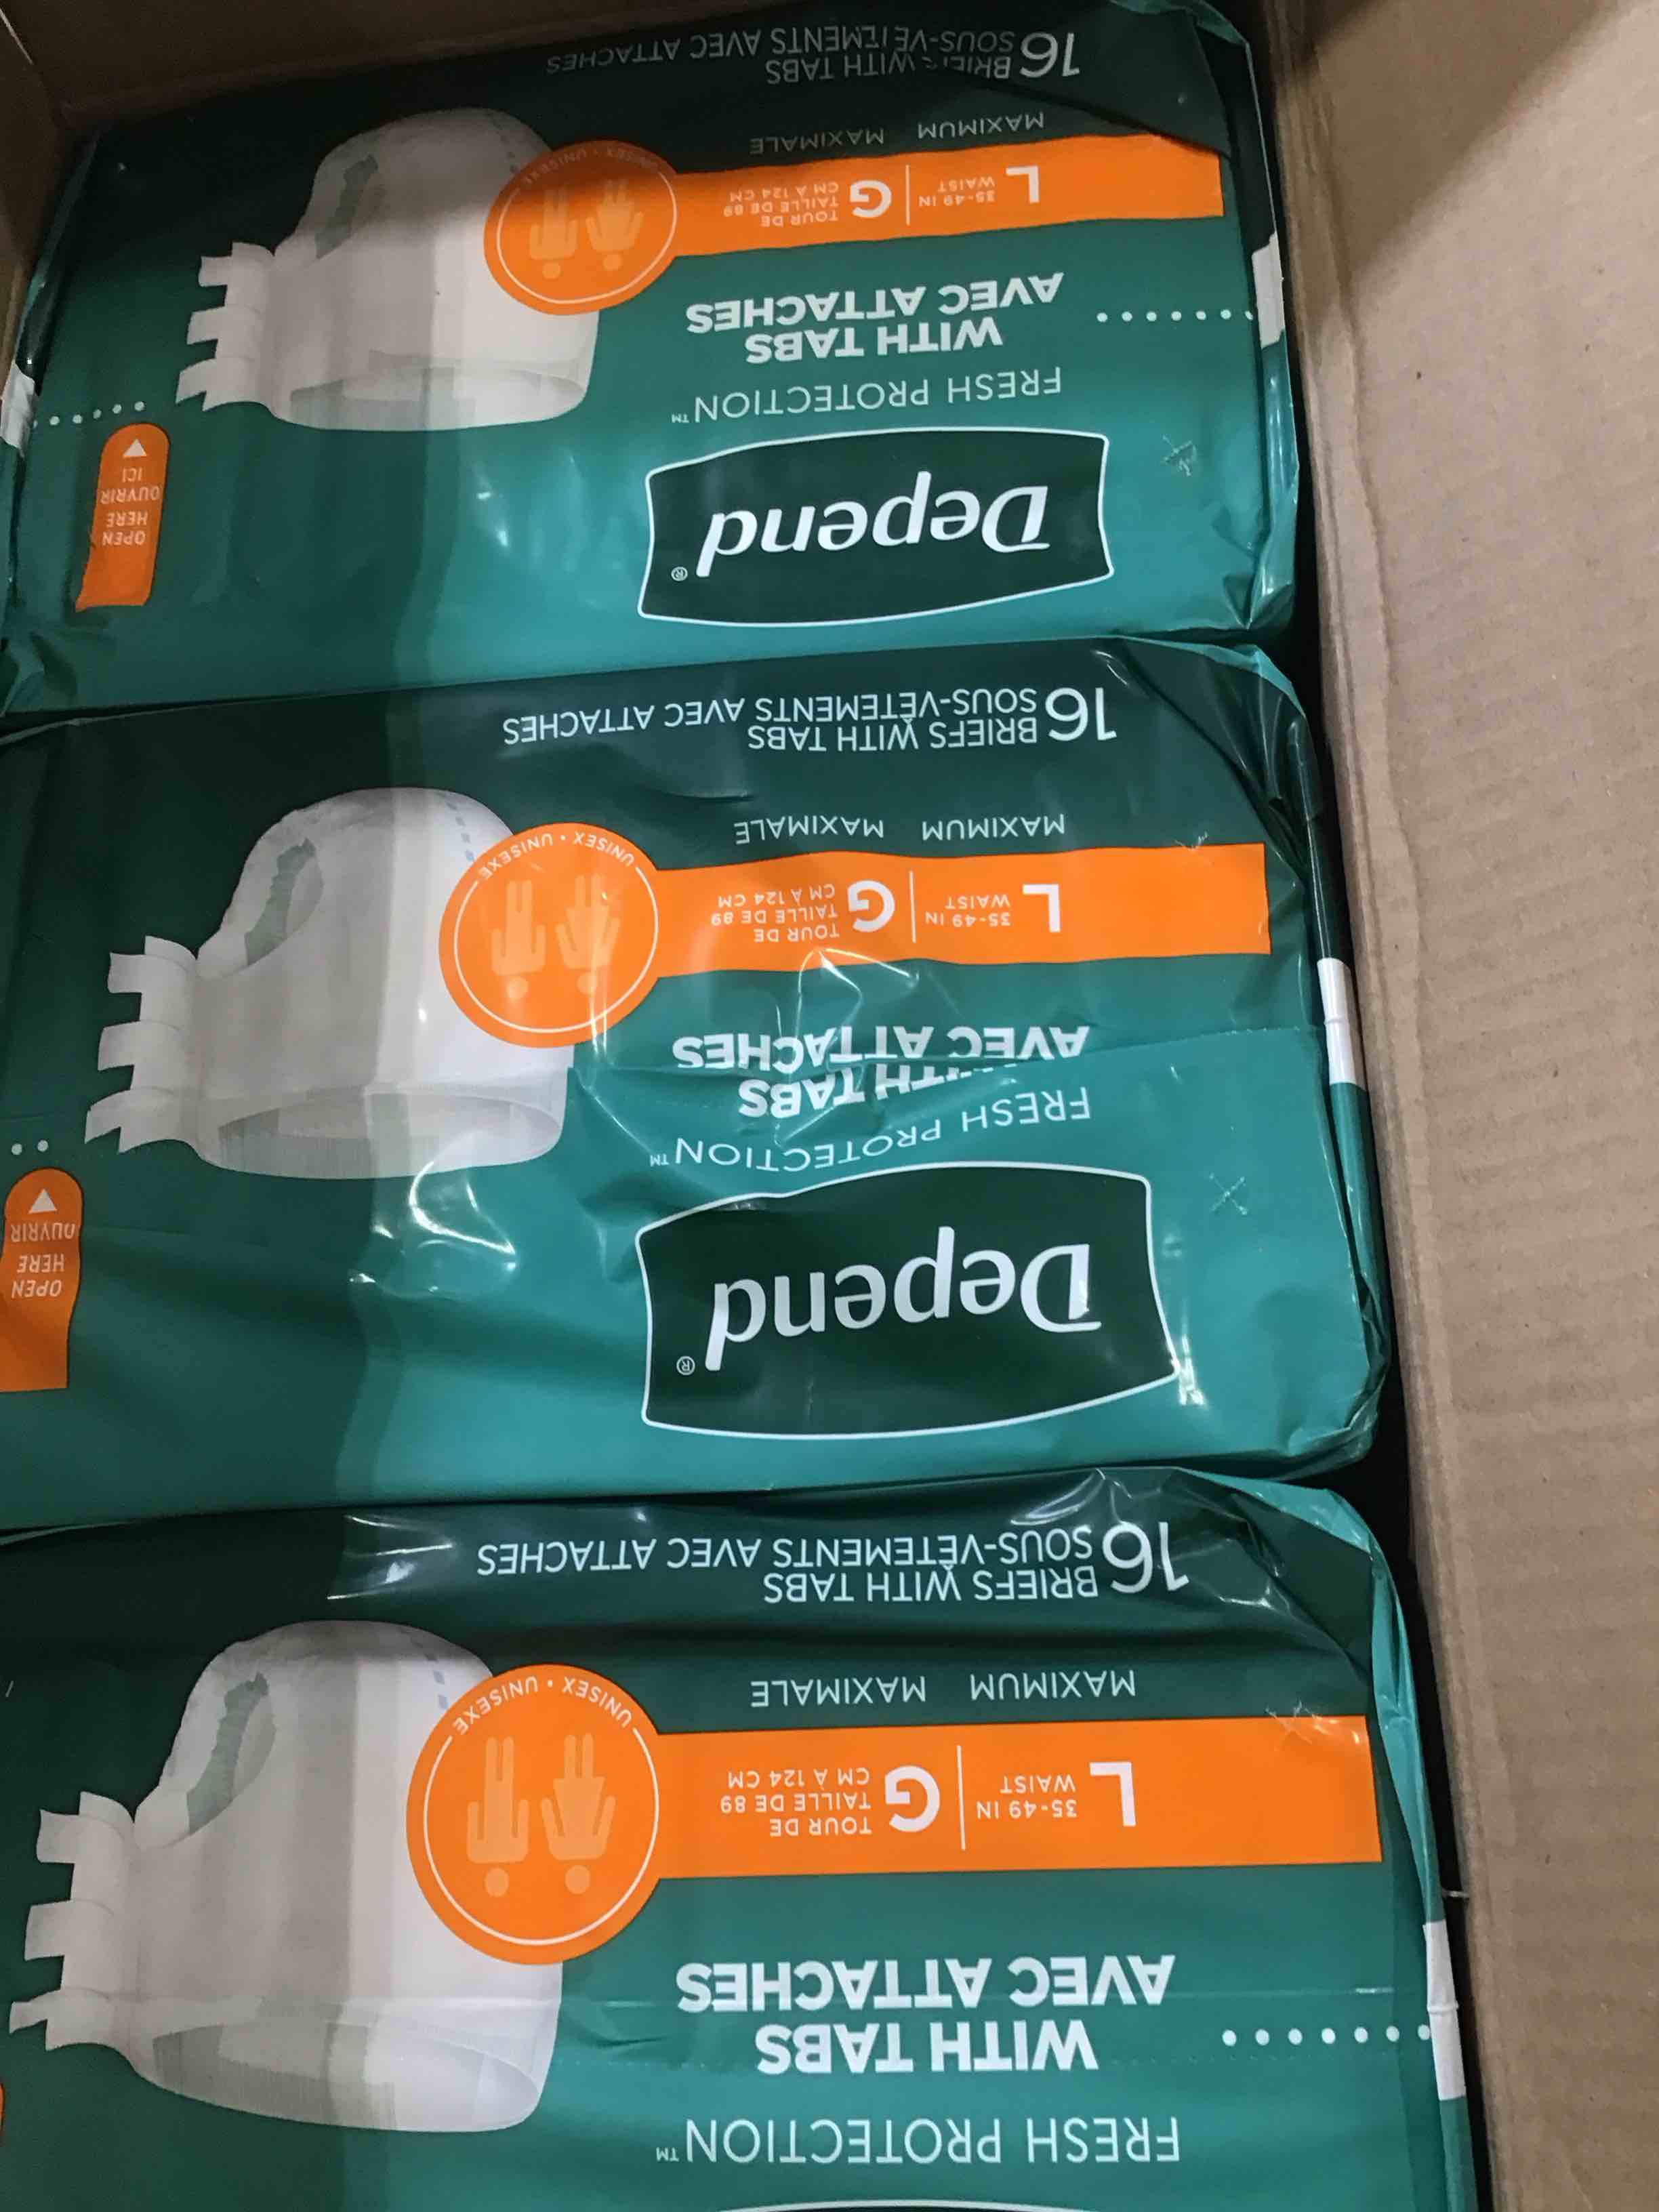 FRESH PROTECTION™
WITH TABS
AVEC ATTACHES
L
35-49 IN
WAIST
G
TOUR DE
TAILLE DE 89
CM À 124 CM
UNISEX • UNISEXE
MAXIMUM MAXIMALE
16
BRIEFS WITH TABS
SOUS-VÊTEMENTS AVEC ATTACHES
Depend®
FRESH PROTECTION™
WITH TABS
AVEC ATTACHES
OPEN
HERE
OUVRIR
L
35-49 IN
WAIST
G
TOUR DE
TAILLE DE 89
CM À 124 CM
UNISEX • UNISEXE
MAXIMUM MAXIMALE
16
BRIEFS WITH TABS
SOUS-VÊTEMENTS AVEC ATTACHES
Depend®
OPEN
HERE
OUVRIR
ICI
FRESH PROTECTION™
WITH TABS
AVEC ATTACHES
L
35-49 IN
WAIST
G
TOUR DE
TAILLE DE 89
CM À 124 CM
UNISEX • UNISEXE
MAXIMUM MAXIMALE
16
BRIEFS WITH TABS
SOUS-VÊTEMENTS AVEC ATTACHES